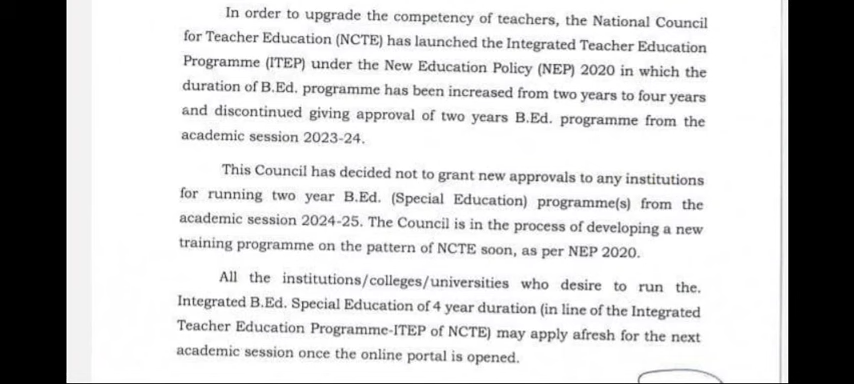 In order to upgrade the competency of teachers, the National Council
for Teacher Education (NCTE) has launched the Integrated Teacher Education
Programme (ITEP) under the New Education Policy (NEP) 2020 in which the
duration of B.Ed. programme has been increased from two years to four years
and discontinued giving approval of two years B.Ed. programme from the
academic session 2023-24.
This Council has decided not to grant new approvals to any institutions
for running two year B.Ed. (Special Education) programme(s) from the
academic session 2024-25. The Council is in the process of developing a new
training programme on the pattern of NCTE soon, as per NEP 2020.
All the institutions/colleges/universities who desire to run the.
Integrated B.Ed. Special Education of 4 year duration (in line of the Integrated
Teacher Education Programme-ITEP of NCTE) may apply afresh for the next
academic session once the online portal is opened.